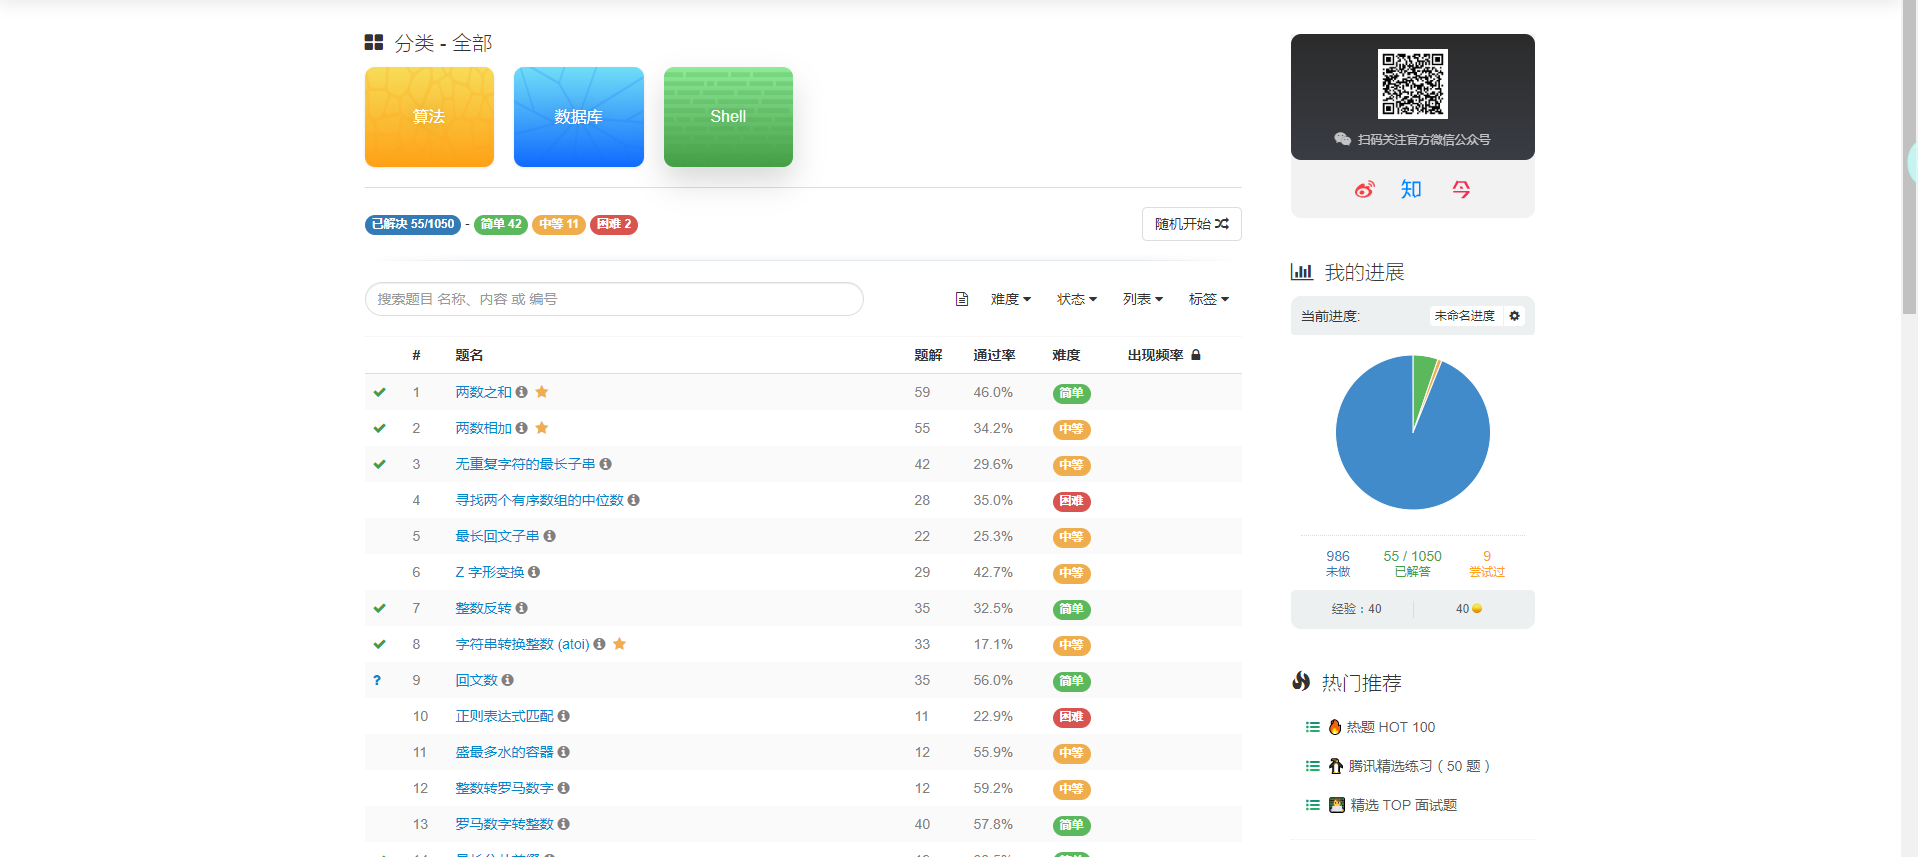 分类 - 全部
算法
数据库
Shell
已解决 55/1050 - 简单 42 中等 11 困难 2
随机开始
搜索题目 名称、内容 或 编号
难度 状态 列表 标签
# 题名 题解 通过率 难度 出现频率
1 两数之和 59 46.0% 简单
2 两数相加 55 34.2% 中等
3 无重复字符的最长子串 42 29.6% 中等
4 寻找两个有序数组的中位数 28 35.0% 困难
5 最长回文子串 22 25.3% 中等
6 Z 字形变换 29 42.7% 中等
7 整数反转 35 32.5% 简单
8 字符串转换整数 (atoi) 33 17.1% 中等
? 9 回文数 35 56.0% 简单
10 正则表达式匹配 11 22.9% 困难
11 盛最多水的容器 12 55.9% 中等
12 整数转罗马数字 12 59.2% 中等
13 罗马数字转整数 40 57.8% 简单
扫码关注官方微信公众号
知
我的进展
当前进度: 未命名进度
986 55 / 1050 9
未做 已解答 尝试过
经验：40 40
热门推荐
热题 HOT 100
腾讯精选练习（50 题）
精选 TOP 面试题